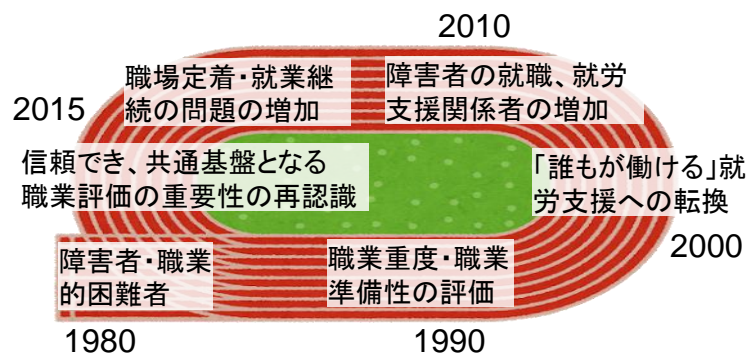 2010
職場定着・就業継
続の問題の増加
障害者の就職、就労
支援関係者の増加
2015
信頼でき、共通基盤となる
職業評価の重要性の再認識
「誰もが働ける」就
労支援への転換
2000
障害者・職業
的困難者
職業重度・職業
準備性の評価
1980
1990